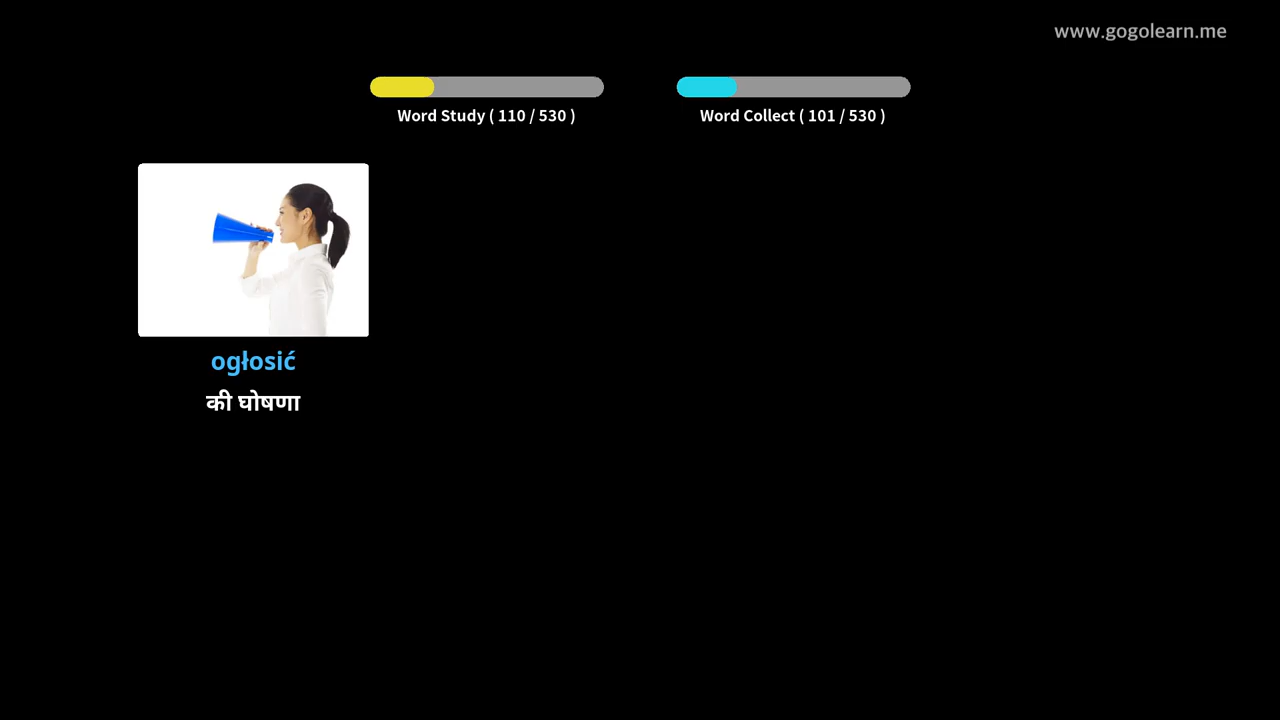 www.gogolearn.me
Word Study ( 110 / 530 )
Word Collect ( 101 / 530 )
ogłosić
की घोषणा